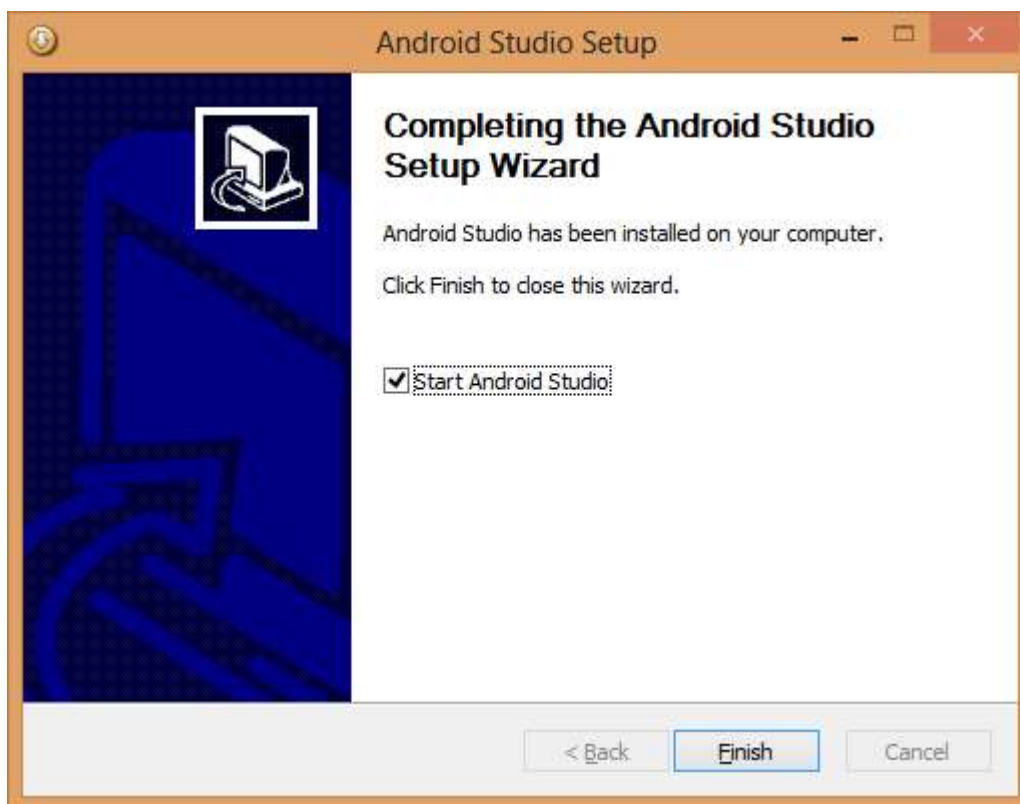 Android Studio Setup
Completing the Android Studio
Setup Wizard
Android Studio has been installed on your computer.
Click Finish to close this wizard.
Start Android Studio
< Back
Finish
Cancel